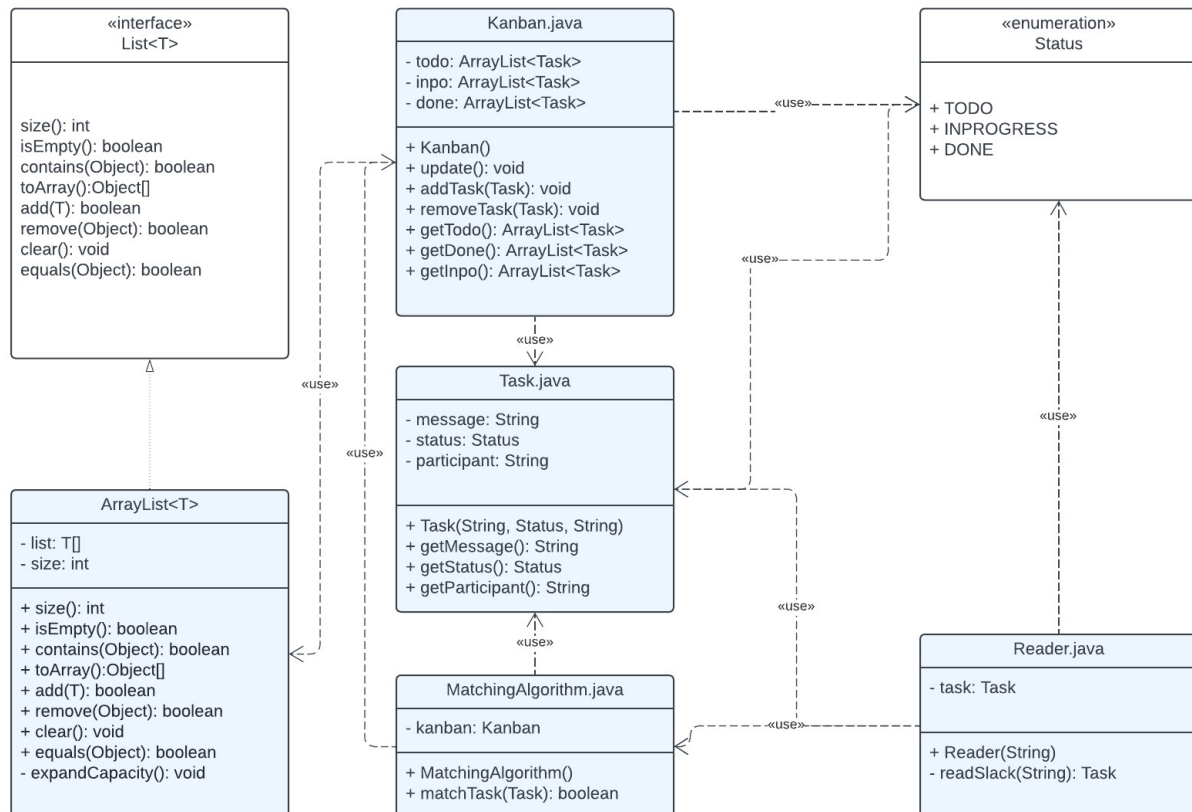 «interface»
List<T>
size(): int
isEmpty(): boolean
contains(Object): boolean
toArray():Object[]
add(T): boolean
remove(Object): boolean
clear(): void
equals(Object): boolean
Kanban.java
- todo: ArrayList<Task>
- inpo: ArrayList<Task>
- done: ArrayList<Task>
+ Kanban()
+ update(): void
+ addTask(Task): void
+ removeTask(Task): void
+ getTodo(): ArrayList<Task>
+ getDone(): ArrayList<Task>
+ getInpo(): ArrayList<Task>
«enumeration»
Status
+ TODO
+ INPROGRESS
+ DONE
«use»
«use»
«use»
«use»
«use»
«use»
Task.java
- message: String
- status: Status
- participant: String
+ Task(String, Status, String)
+ getMessage(): String
+ getStatus(): Status
+ getParticipant(): String
ArrayList<T>
- list: T[]
- size: int
+ size(): int
+ isEmpty(): boolean
+ contains(Object): boolean
+ toArray():Object[]
+ add(T): boolean
+ remove(Object): boolean
+ clear(): void
+ equals(Object): boolean
- expandCapacity(): void
«use»
«use»
«use»
MatchingAlgorithm.java
- kanban: Kanban
+ MatchingAlgorithm()
+ matchTask(Task): boolean
Reader.java
- task: Task
+ Reader(String)
- readSlack(String): Task